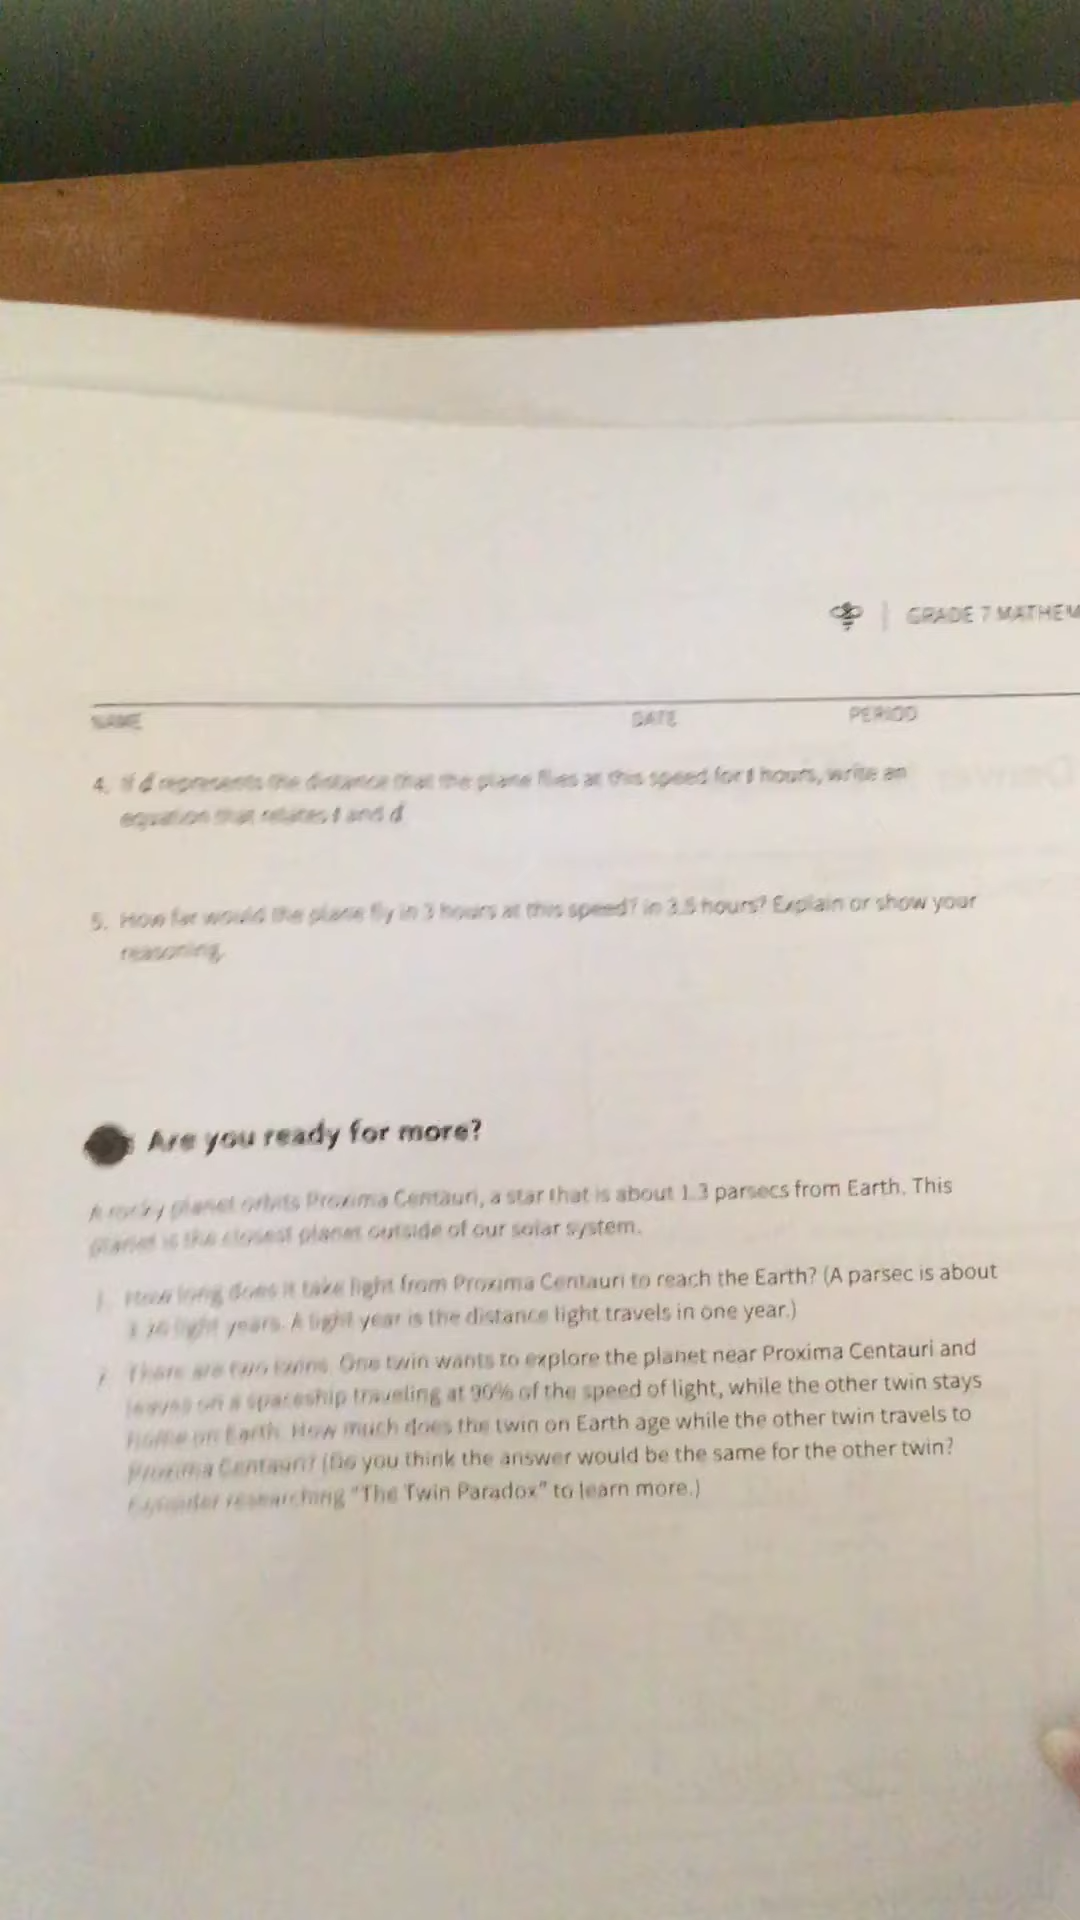 GRADE 7 MATHEM
NAME DATE PERIOD
4. If d represents the distance that the plane flies at this speed for t hours, write an
equation that relates t and d
5. How far would the plane fly in 3 hours at this speed? in 3.5 hours? Explain or show your
reasoning.
Are you ready for more?
A rocky planet orbits Proxima Centauri, a star that is about 1.3 parsecs from Earth. This
planet is the closest planet outside of our solar system.
1. How long does it take light from Proxima Centauri to reach the Earth? (A parsec is about
light years. A light year is the distance light travels in one year.)
2. There are two twins. One twin wants to explore the planet near Proxima Centauri and
leaves on a spaceship traveling at 90% of the speed of light, while the other twin stays
home on Earth. How much does the twin on Earth age while the other twin travels to
Proxima Centauri? (Do you think the answer would be the same for the other twin?
Consider researching "The Twin Paradox" to learn more.)